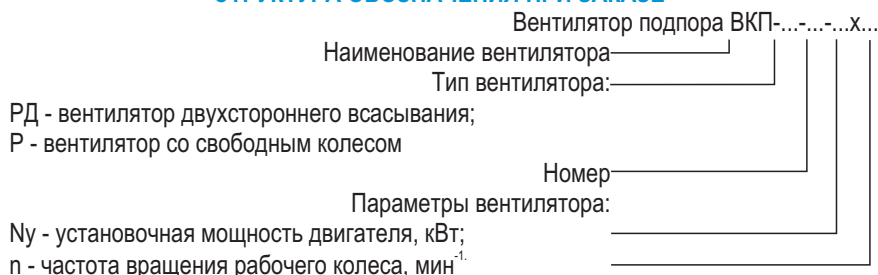 Вентилятор подпора ВКП-...-...-...х...
Наименование вентилятора
Тип вентилятора:
РД - вентилятор двухстороннего всасывания;
Р - вентилятор со свободным колесом
Номер
Параметры вентилятора:
Nу - установочная мощность двигателя, кВт;
n - частота вращения рабочего колеса, мин⁻¹.